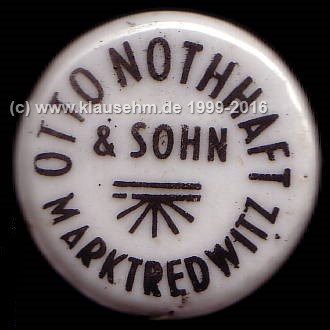 OTTO NOTHHAFT
& SOHN
MARKTREDWITZ
(c) www.klausehm.de 1999-2016